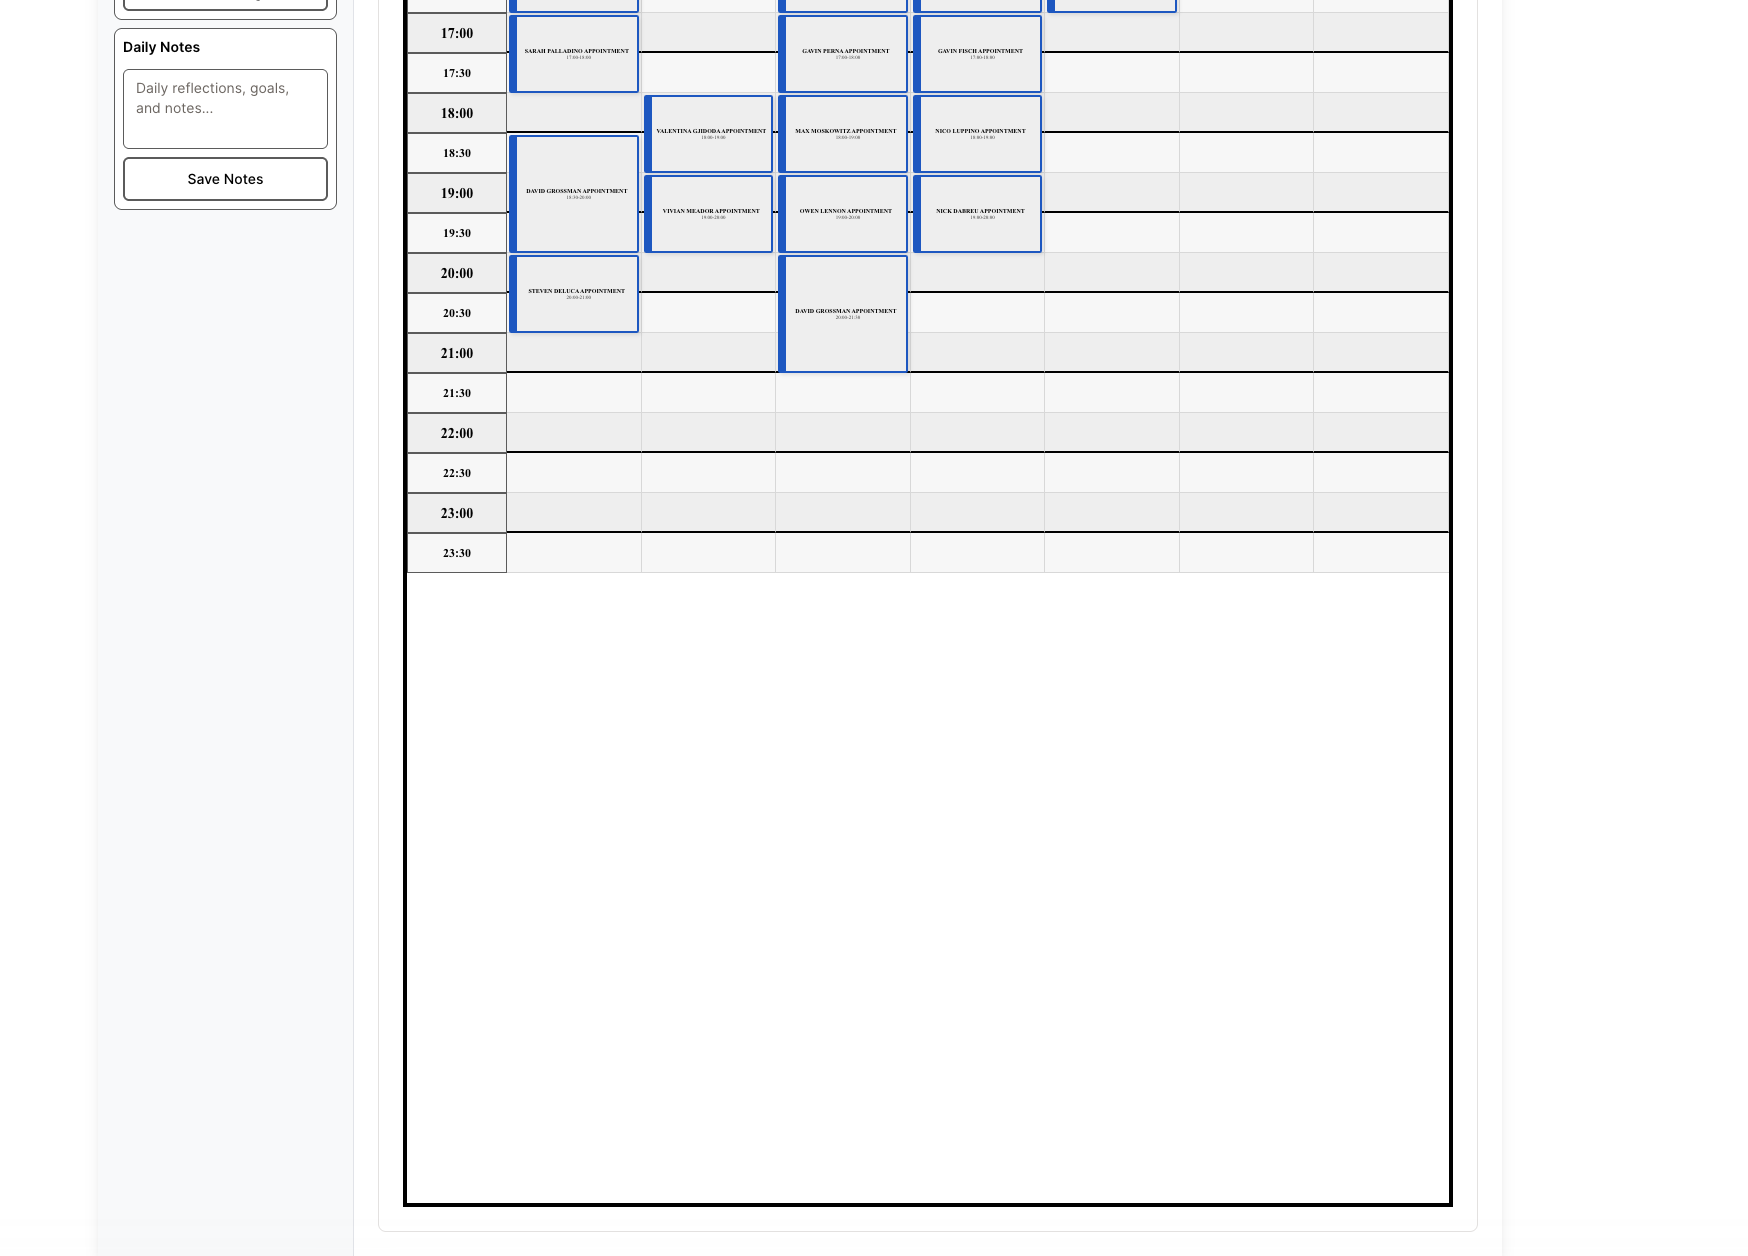 Daily Notes
Daily reflections, goals,
and notes...
Save Notes
17:00
SARAH PALLADINO APPOINTMENT
17:00-18:00
GAVIN PERNA APPOINTMENT
17:00-18:00
GAVIN FISCH APPOINTMENT
17:00-18:00
17:30
18:00
VALENTINA GJIDODA APPOINTMENT
18:00-19:00
MAX MOSKOWITZ APPOINTMENT
18:00-19:00
NICO LUPPINO APPOINTMENT
18:00-19:00
18:30
DAVID GROSSMAN APPOINTMENT
18:30-20:00
19:00
VIVIAN MEADOR APPOINTMENT
19:00-20:00
OWEN LENNON APPOINTMENT
19:00-20:00
NICK DABREU APPOINTMENT
19:00-20:00
19:30
20:00
STEVEN DELUCA APPOINTMENT
20:00-21:00
DAVID GROSSMAN APPOINTMENT
20:00-21:30
20:30
21:00
21:30
22:00
22:30
23:00
23:30